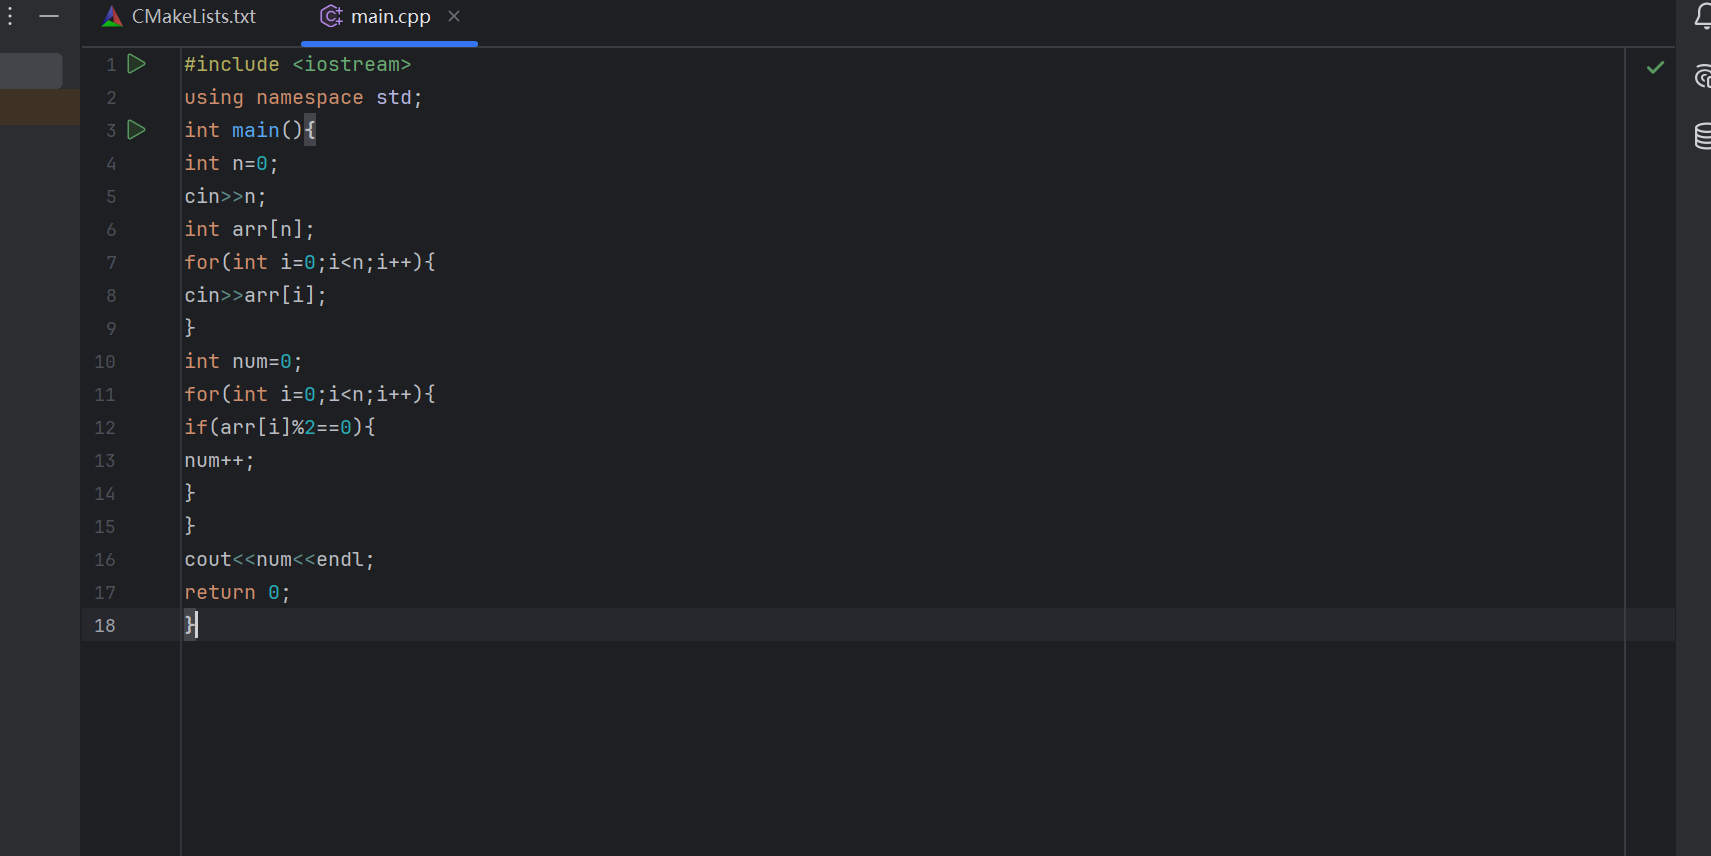 CMakeLists.txt main.cpp
1 #include <iostream>
2 using namespace std;
3 int main(){
4 int n=0;
5 cin>>n;
6 int arr[n];
7 for(int i=0;i<n;i++){
8 cin>>arr[i];
9 }
10 int num=0;
11 for(int i=0;i<n;i++){
12 if(arr[i]%2==0){
13 num++;
14 }
15 }
16 cout<<num<<endl;
17 return 0;
18 }